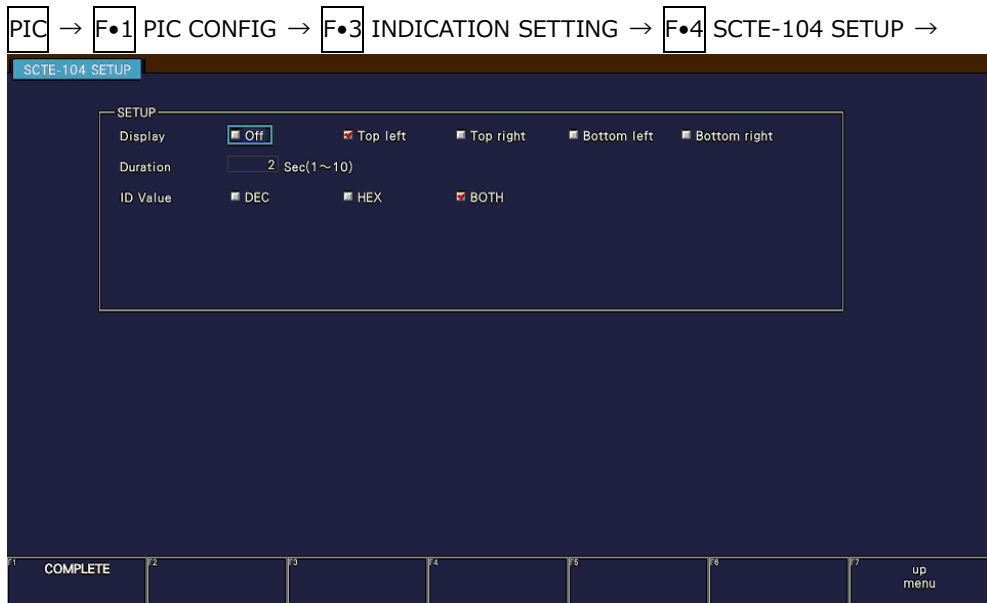 PIC → F•1 PIC CONFIG → F•3 INDICATION SETTING → F•4 SCTE-104 SETUP →
SCTE-104 SETUP
SETUP
Display Off Top left Top right Bottom left Bottom right
Duration 2 Sec(1～10)
ID Value DEC HEX BOTH
F1 COMPLETE F2 F3 F4 F5 F6 F7 up
menu